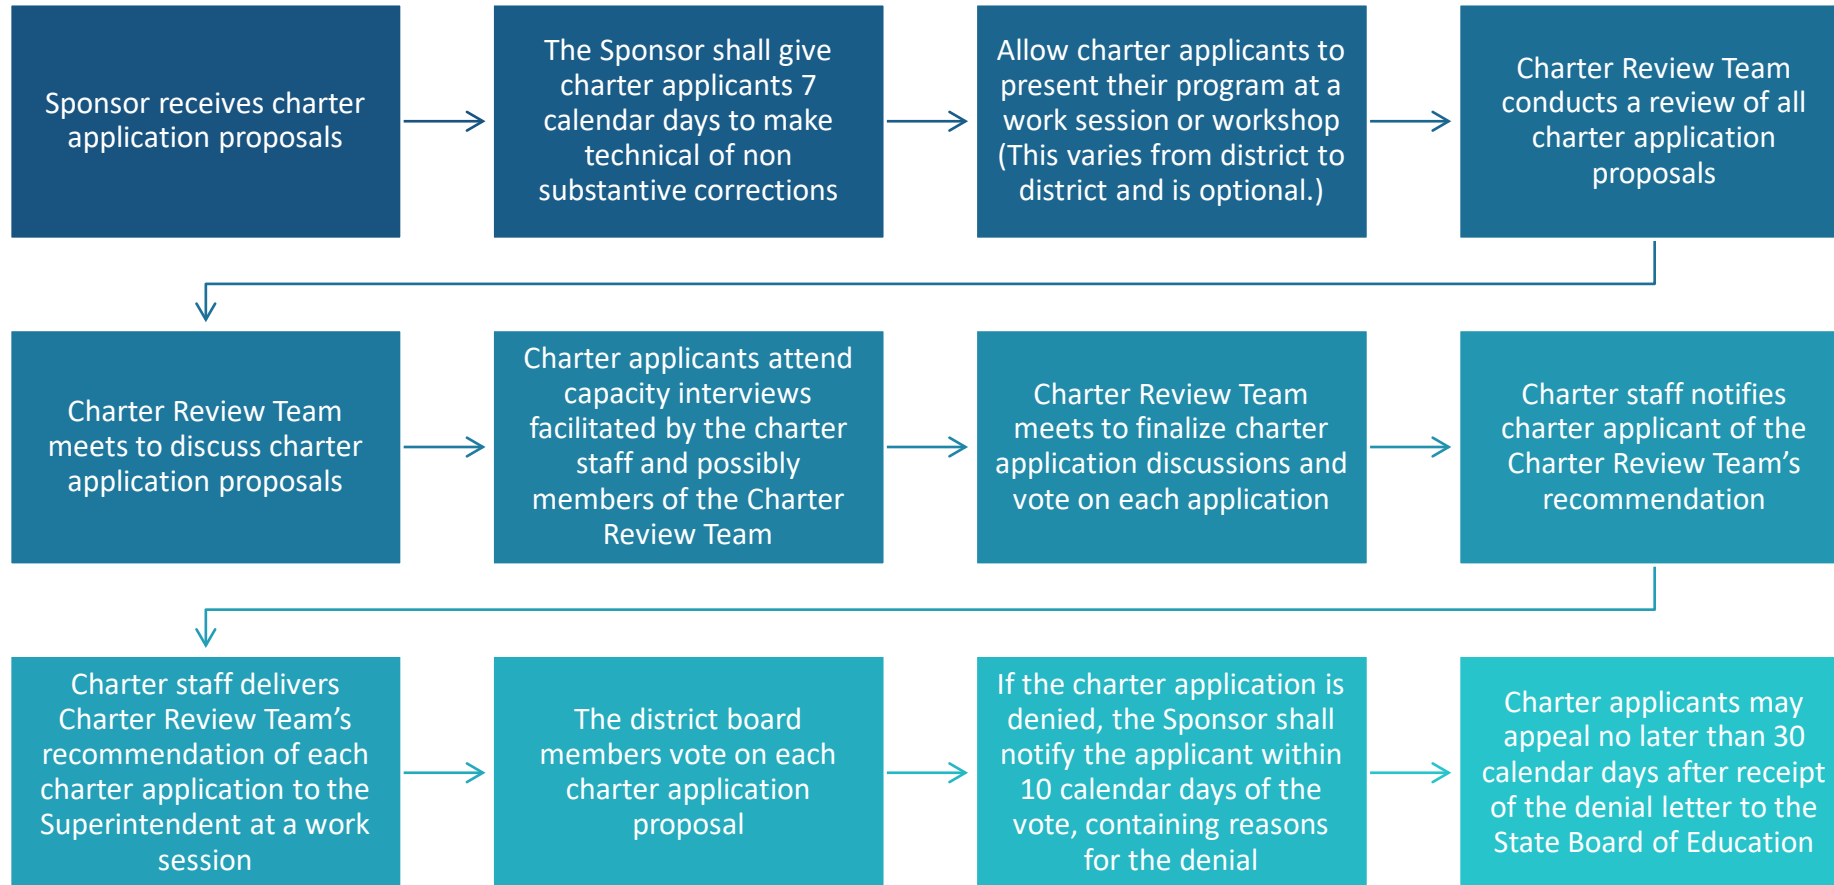 Sponsor receives charter
application proposals
The Sponsor shall give
charter applicants 7
calendar days to make
technical of non
substantive corrections
Allow charter applicants to
present their program at a
work session or workshop
(This varies from district to
district and is optional.)
Charter Review Team
conducts a review of all
charter application
proposals
Charter Review Team
meets to discuss charter
application proposals
Charter applicants attend
capacity interviews
facilitated by the charter
staff and possibly
members of the Charter
Review Team
Charter Review Team
meets to finalize charter
application discussions and
vote on each application
Charter staff notifies
charter applicant of the
Charter Review Team’s
recommendation
Charter staff delivers
Charter Review Team’s
recommendation of each
charter application to the
Superintendent at a work
session
The district board
members vote on each
charter application
proposal
If the charter application is
denied, the Sponsor shall
notify the applicant within
10 calendar days of the
vote, containing reasons
for the denial
Charter applicants may
appeal no later than 30
calendar days after receipt
of the denial letter to the
State Board of Education